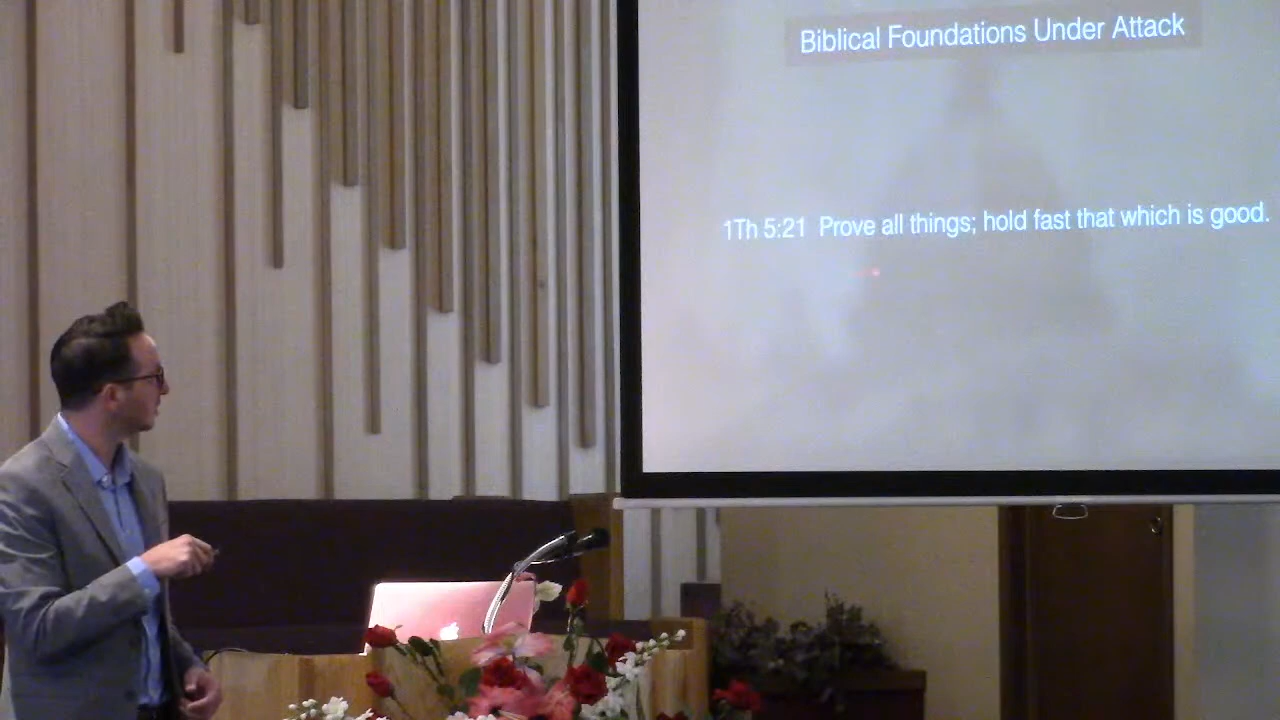 Biblical Foundations Under Attack
1Th 5:21 Prove all things; hold fast that which is good.